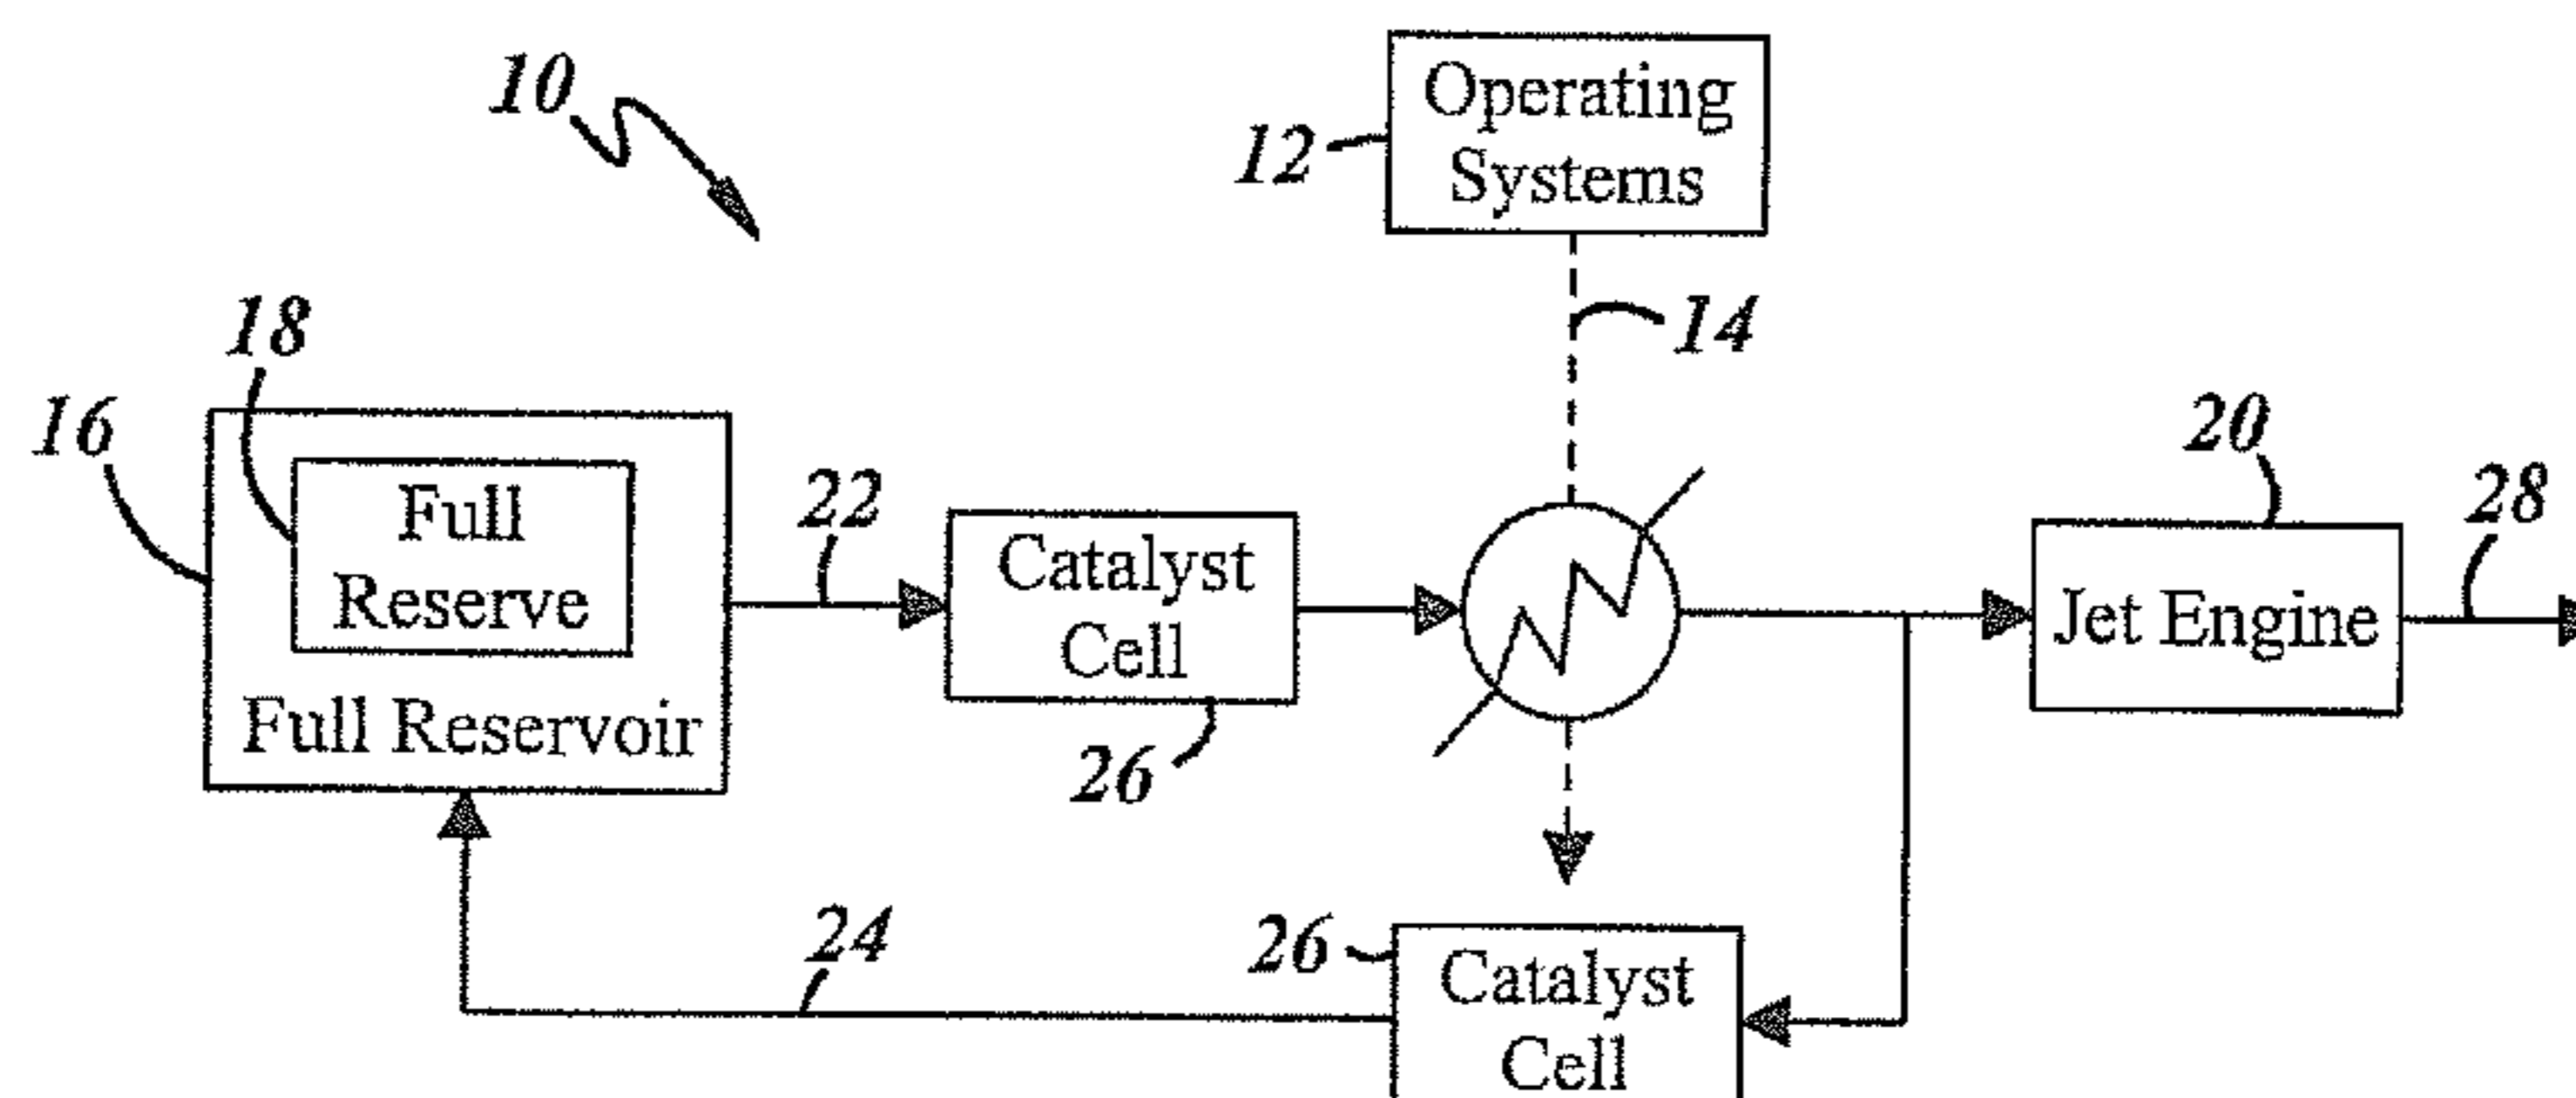 10
12
Operating
Systems
14
16
18
Full
Reserve
Full Reservoir
22
Catalyst
Cell
26
20
Jet Engine
28
24
26
Catalyst
Cell